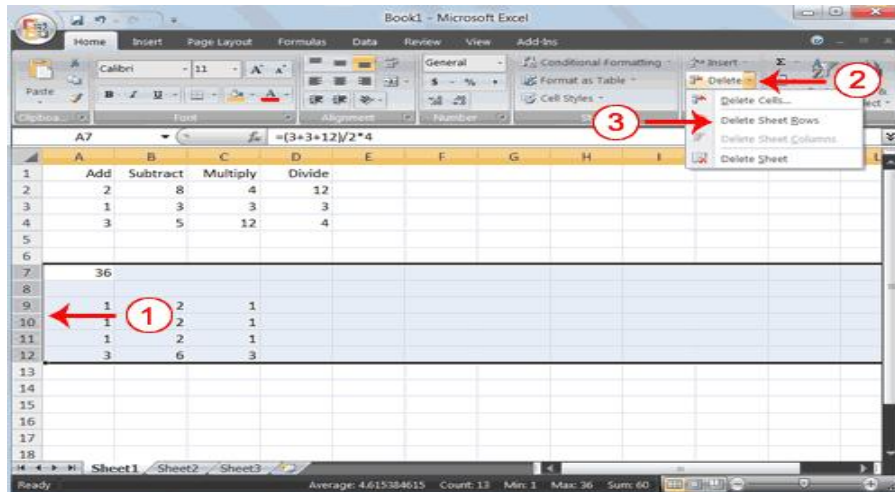 Book1 - Microsoft Excel
Home Insert Page Layout Formulas Data Review View Add-Ins
Paste
Calibri 11 A A
B I U A
General
$ - % ,
Conditional Formatting
Format as Table
Cell Styles
Insert
Delete
Σ
2
Clipboa... Font Alignment Number
Delete Cells...
3
Delete Sheet Rows
Delete Sheet Columns
Delete Sheet
A7 fx =(3+3+12)/2*4
A B C D E F G H I L
1 Add Subtract Multiply Divide
2 2 8 4 12
3 1 3 3 3
4 3 5 12 4
5
6
7 36
8
9 1 2 1
1
10 1 2 1
11 1 2 1
12 3 6 3
13
14
15
16
17
18
Sheet1 Sheet2 Sheet3
Ready Average: 4.615384615 Count: 13 Min: 1 Max: 36 Sum: 60